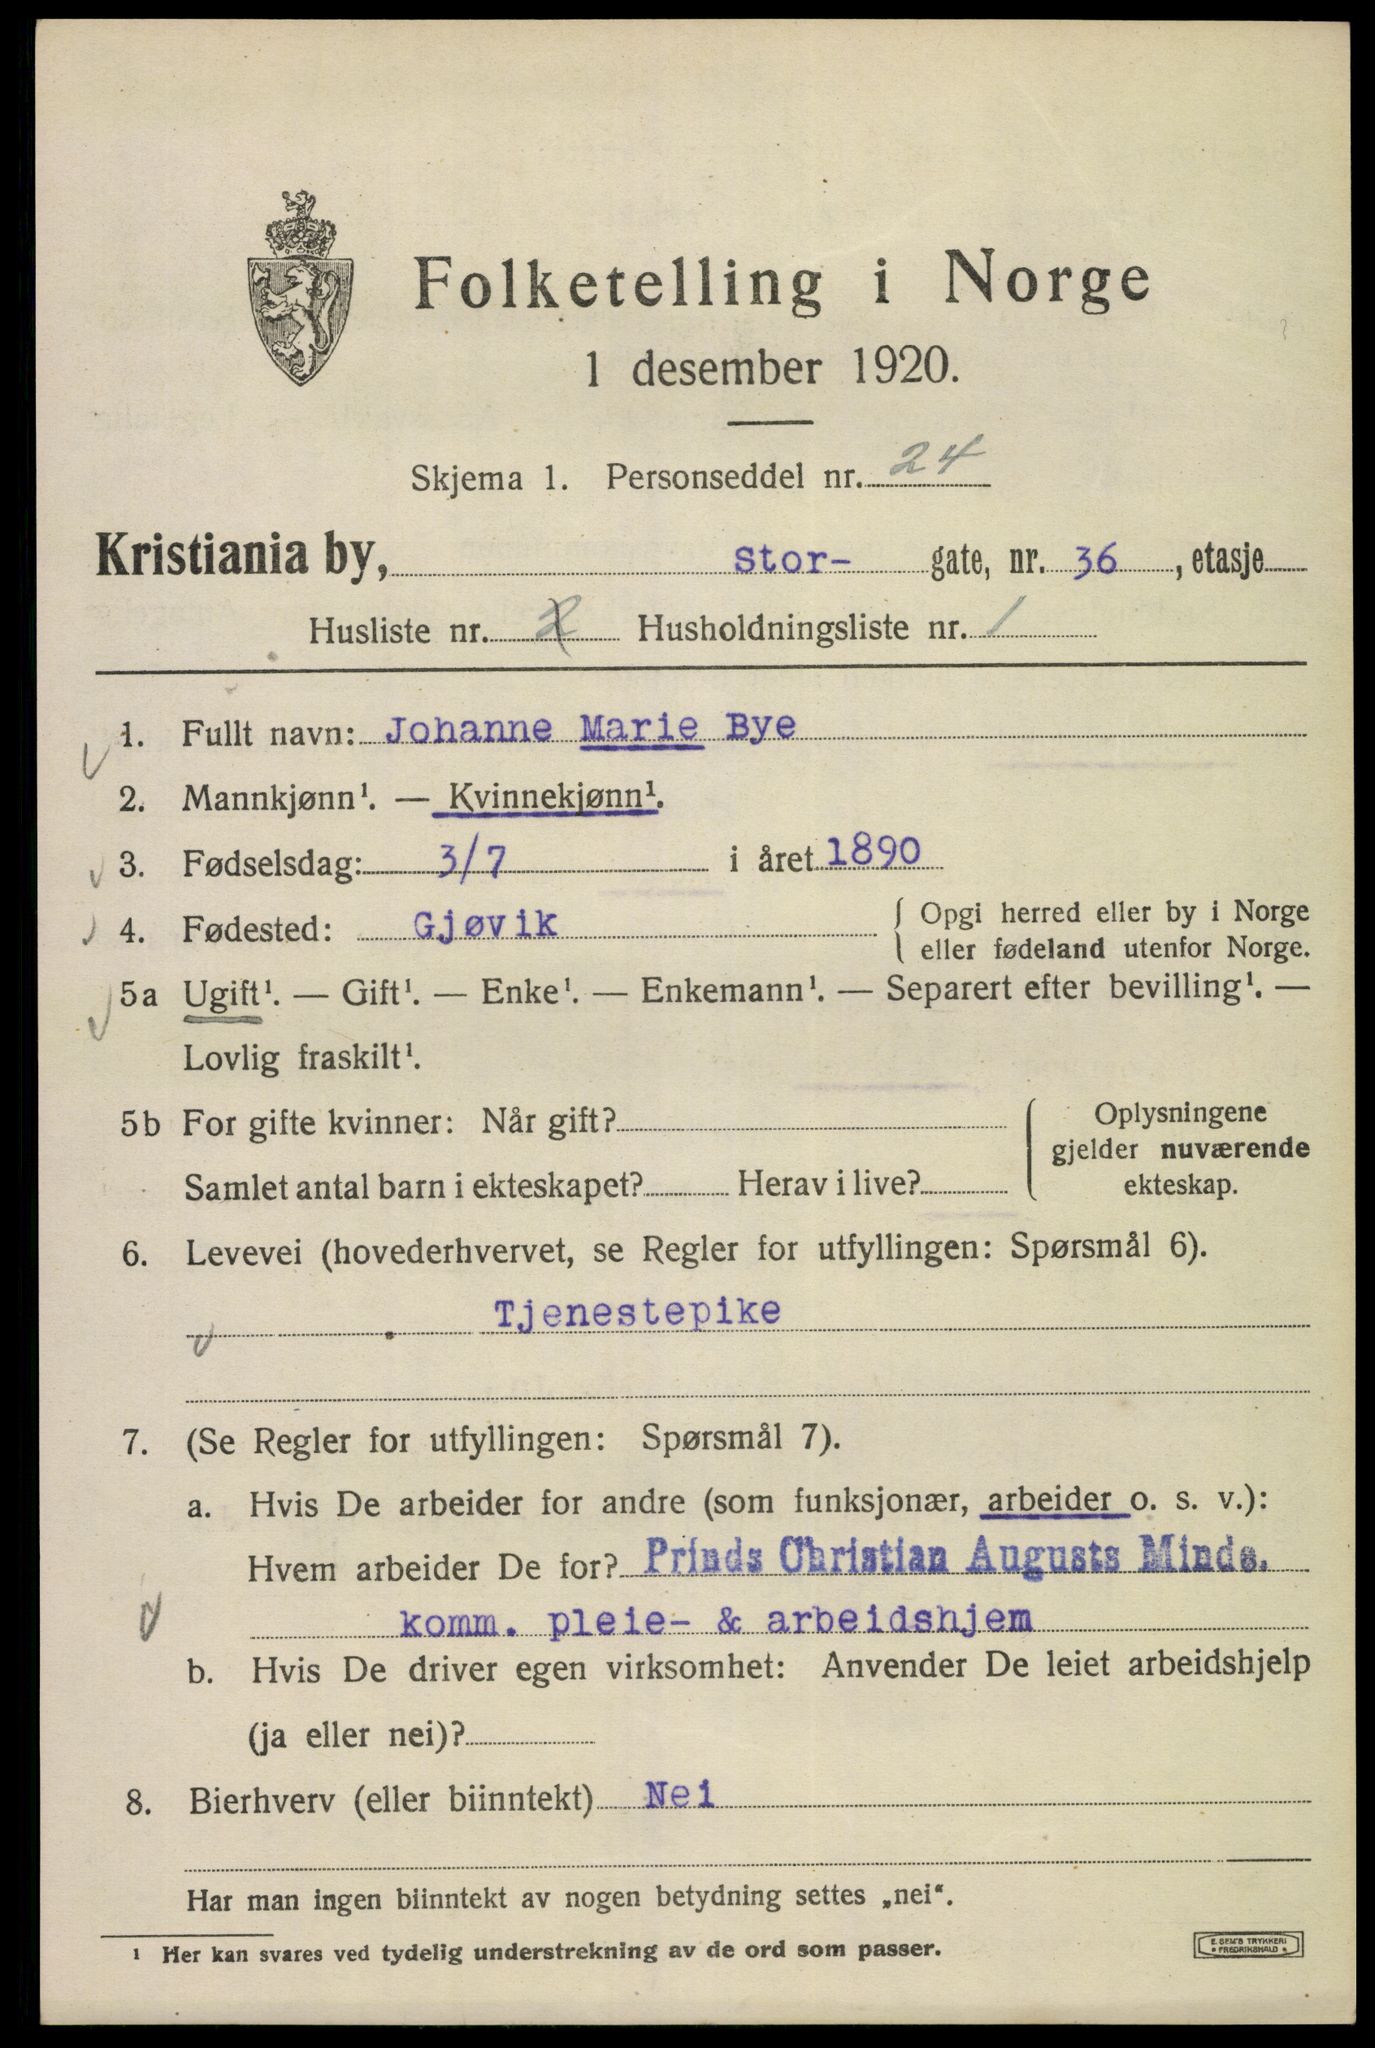 Folketelling i Norge
1 desember 1920.
Skjema 1. Personseddel nr. 24
Kristiania by, Stor- gate, nr. 36, etasje
Husliste nr. 2 Husholdningsliste nr. 1
1. Fullt navn: Johanne Marie Bye
2. Mannkjønn¹. — Kvinnekjønn¹.
3. Fødselsdag: 3/7 i året 1890
4. Fødested: Gjøvik { Opgi herred eller by i Norge
eller fødeland utenfor Norge.
5a Ugift¹. — Gift¹. — Enke¹. — Enkemann¹. — Separert efter bevilling¹. —
Lovlig fraskilt¹.
5b For gifte kvinner: Når gift?
Samlet antal barn i ekteskapet? Herav i live?
Oplysningene
gjelder nuværende
ekteskap.
6. Levevei (hovederhvervet, se Regler for utfyllingen: Spørsmål 6).
Tjenestepike
7. (Se Regler for utfyllingen: Spørsmål 7).
a. Hvis De arbeider for andre (som funksjonær, arbeider o. s. v.):
Hvem arbeider De for? Prinds Christian Augusts Minde.
komm. pleie- & arbeidshjem
b. Hvis De driver egen virksomhet: Anvender De leiet arbeidshjelp
(ja eller nei)?
8. Bierhverv (eller biinntekt) Nei
Har man ingen biinntekt av nogen betydning settes „nei“.
¹ Her kan svares ved tydelig understrekning av de ord som passer.
E. SEM'S TRYKKERI
FREDRIKSHALD